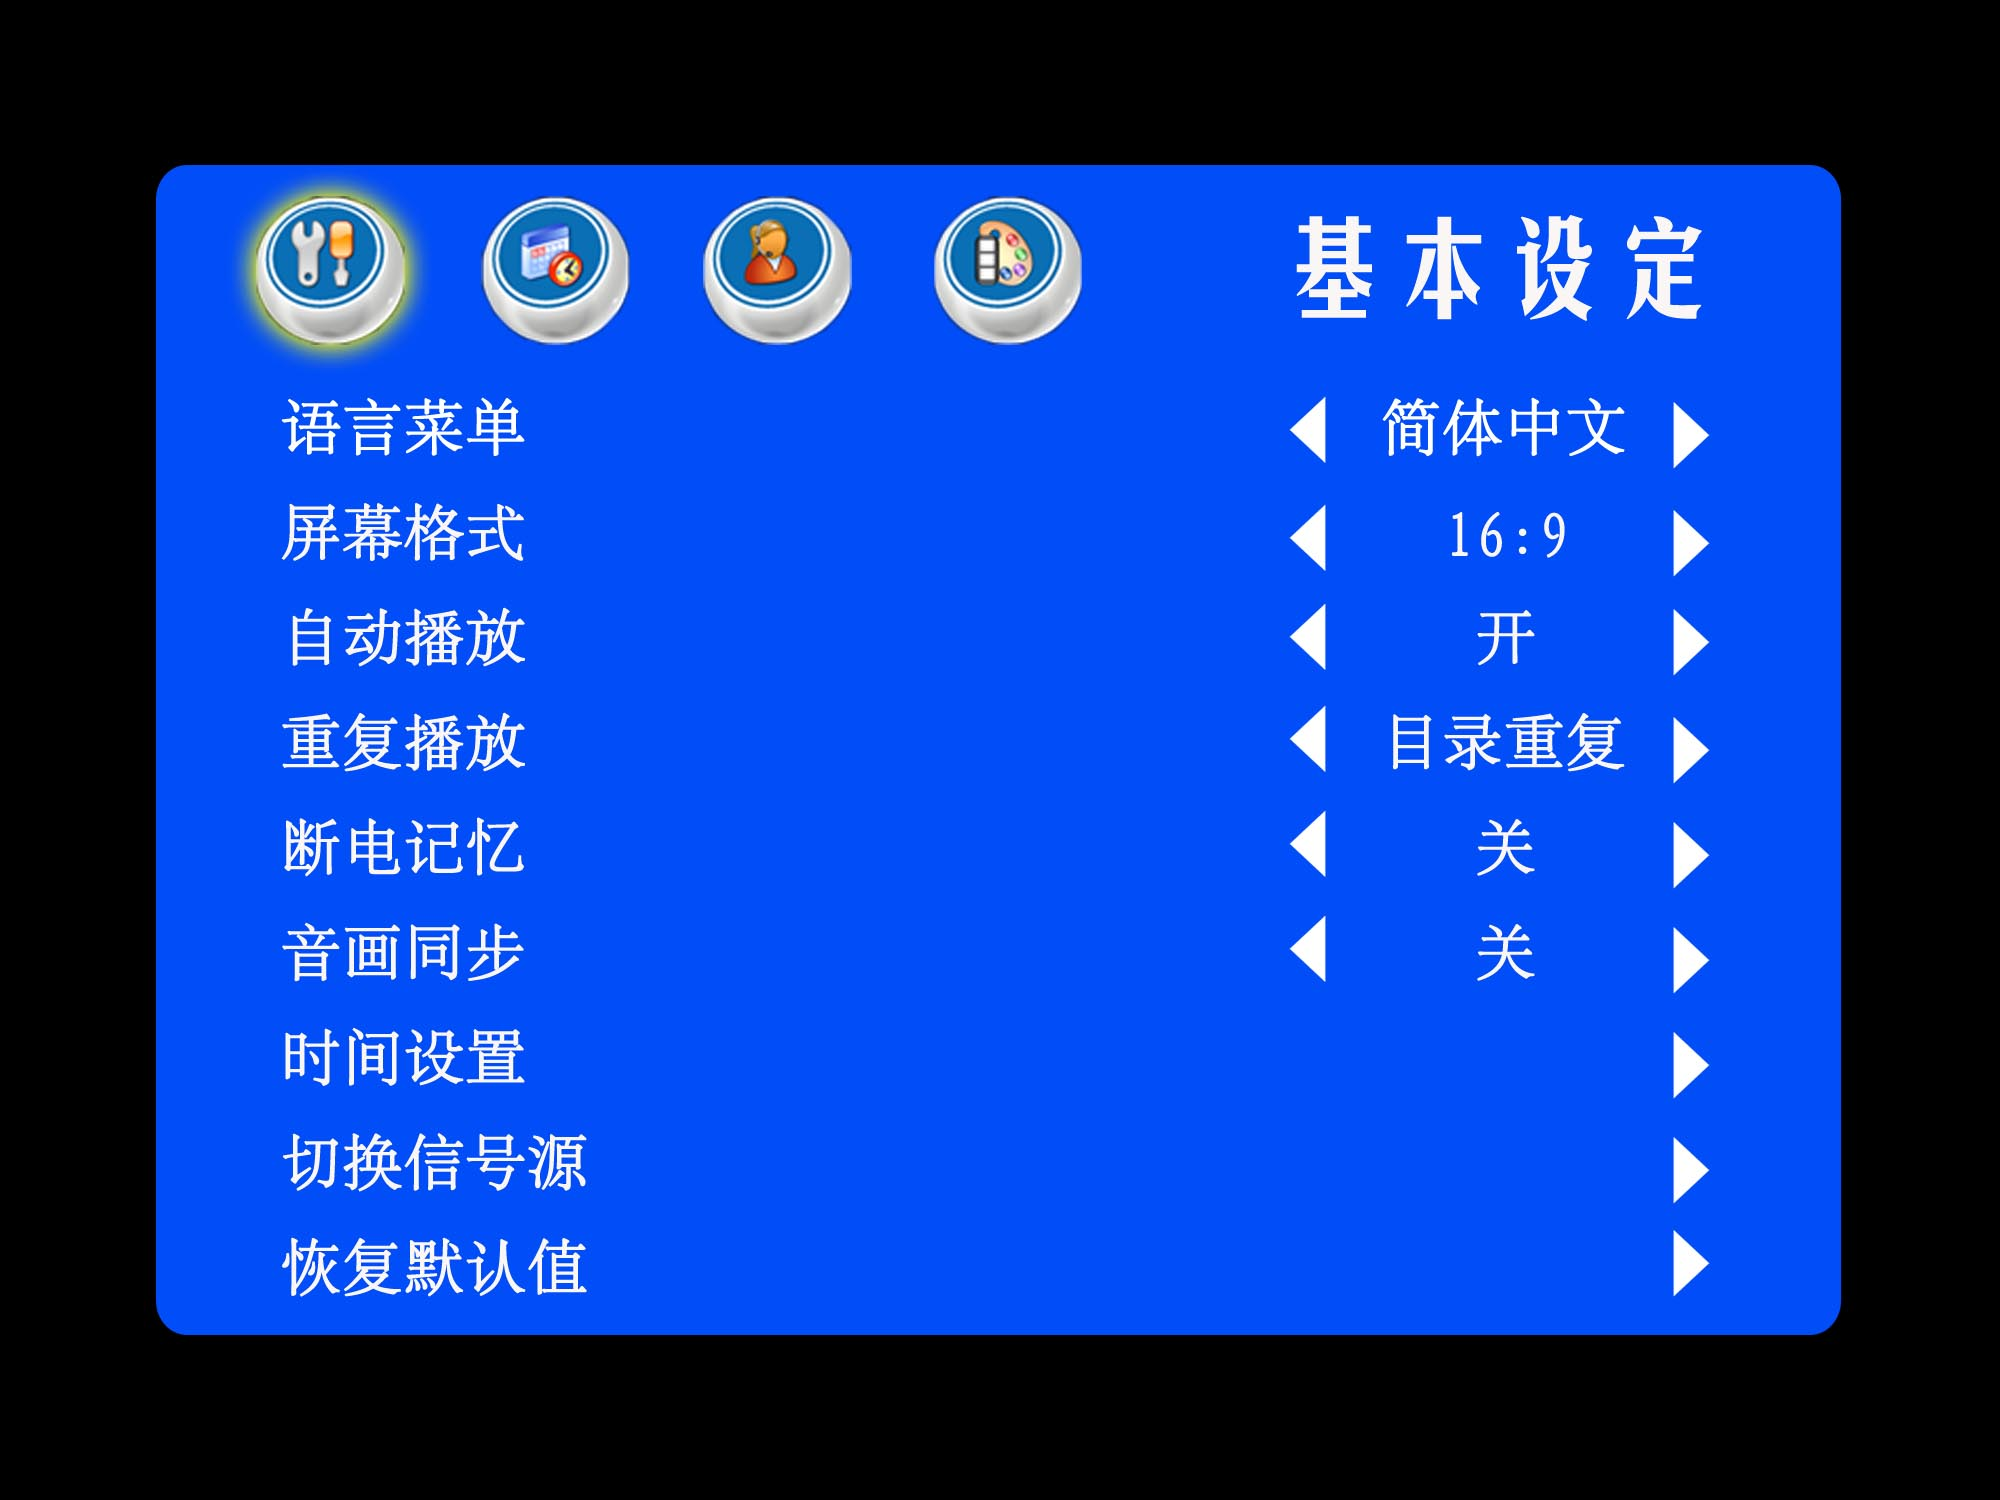 基本设定
语言菜单 简体中文
屏幕格式 16:9
自动播放 开
重复播放 目录重复
断电记忆 关
音画同步 关
时间设置
切换信号源
恢复默认值